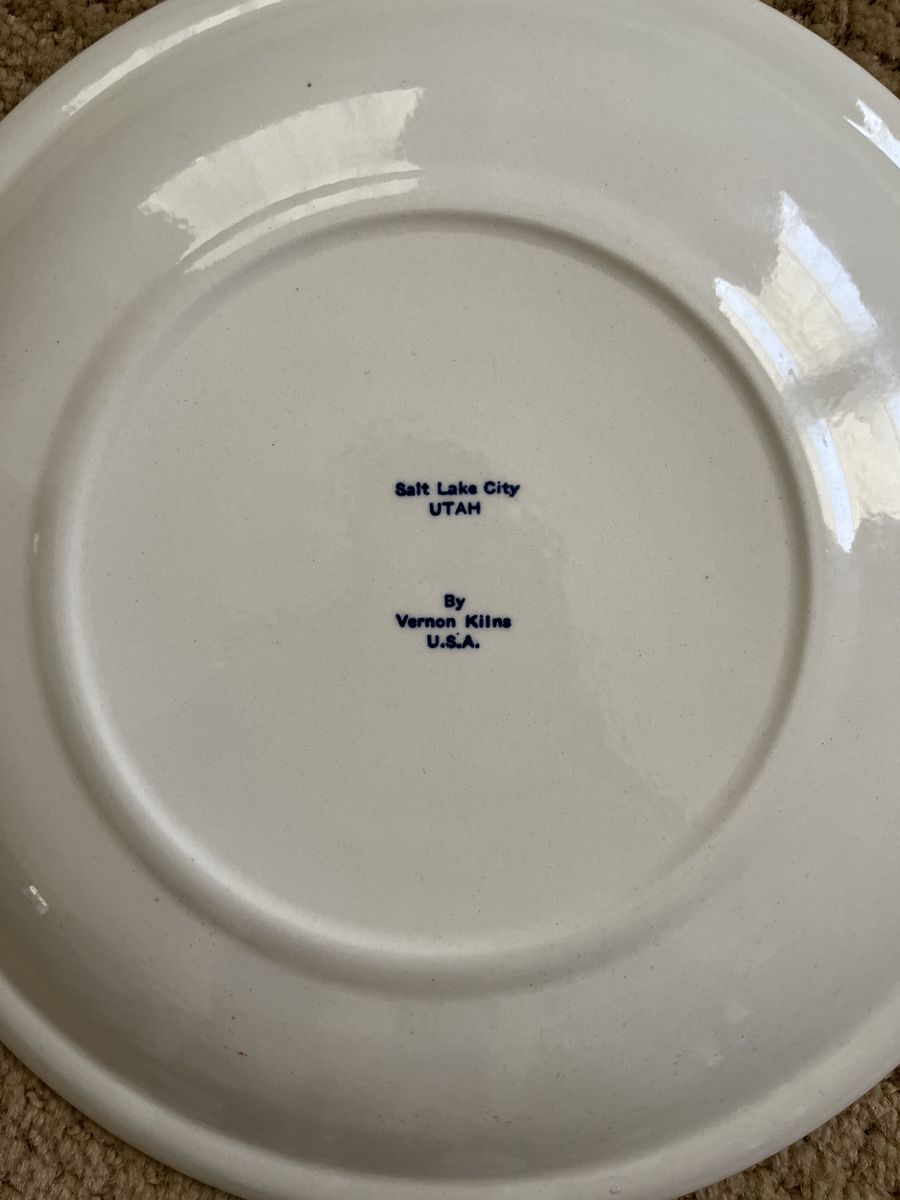 Salt Lake City
UTAH
By
Vernon Kilns
U.S.A.